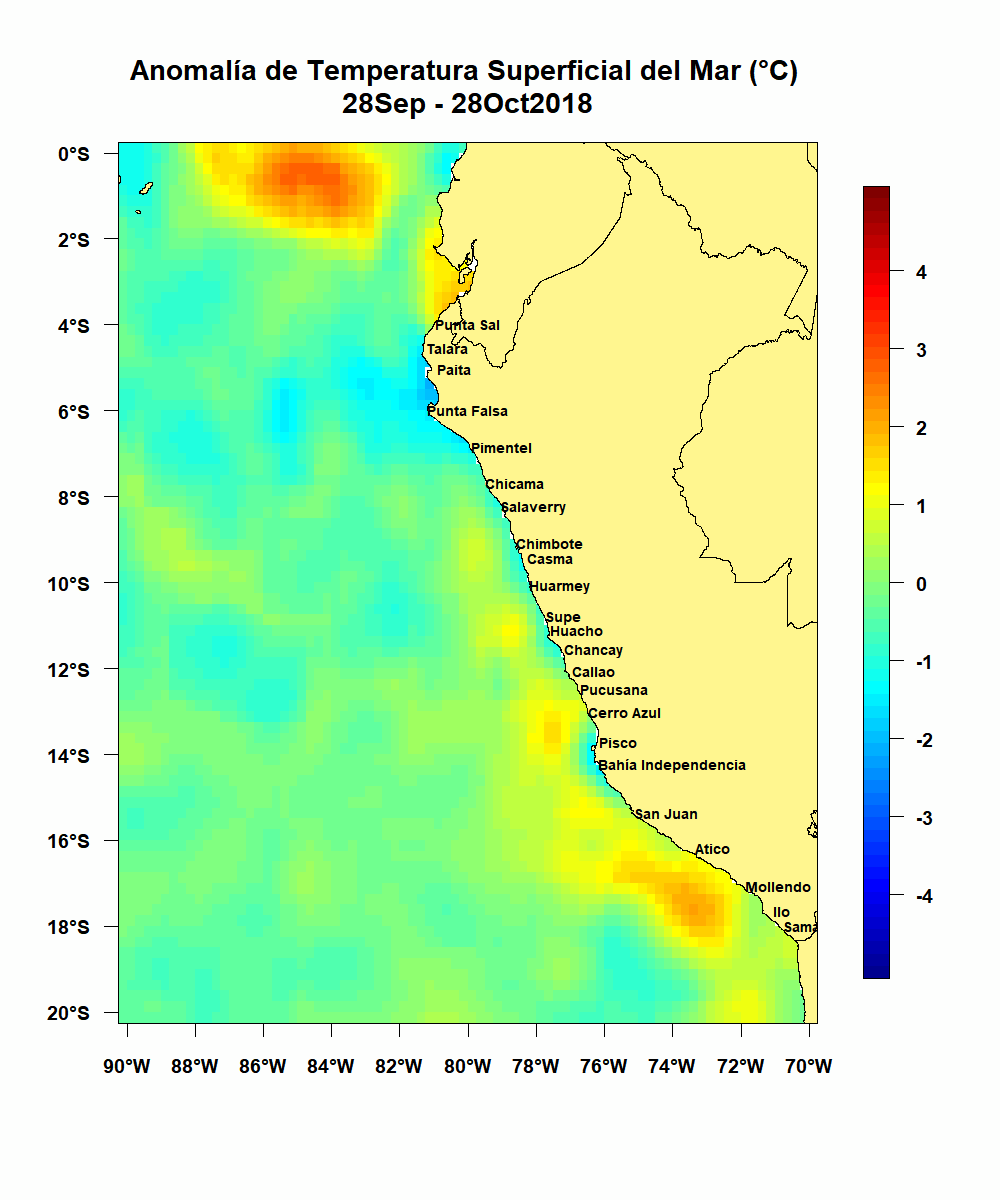 Anomalía de Temperatura Superficial del Mar (°C)
28Sep - 28Oct2018
0°S
2°S
4°S
6°S
8°S
10°S
12°S
14°S
16°S
18°S
20°S
Punta Sal
Talara
Paita
Punta Falsa
Pimentel
Chicama
Salaverry
Chimbote
Casma
Huarmey
Supe
Huacho
Chancay
Callao
Pucusana
Cerro Azul
Pisco
Bahía Independencia
San Juan
Atico
Mollendo
Ilo
Sama
4
3
2
1
0
-1
-2
-3
-4
90°W 88°W 86°W 84°W 82°W 80°W 78°W 76°W 74°W 72°W 70°W